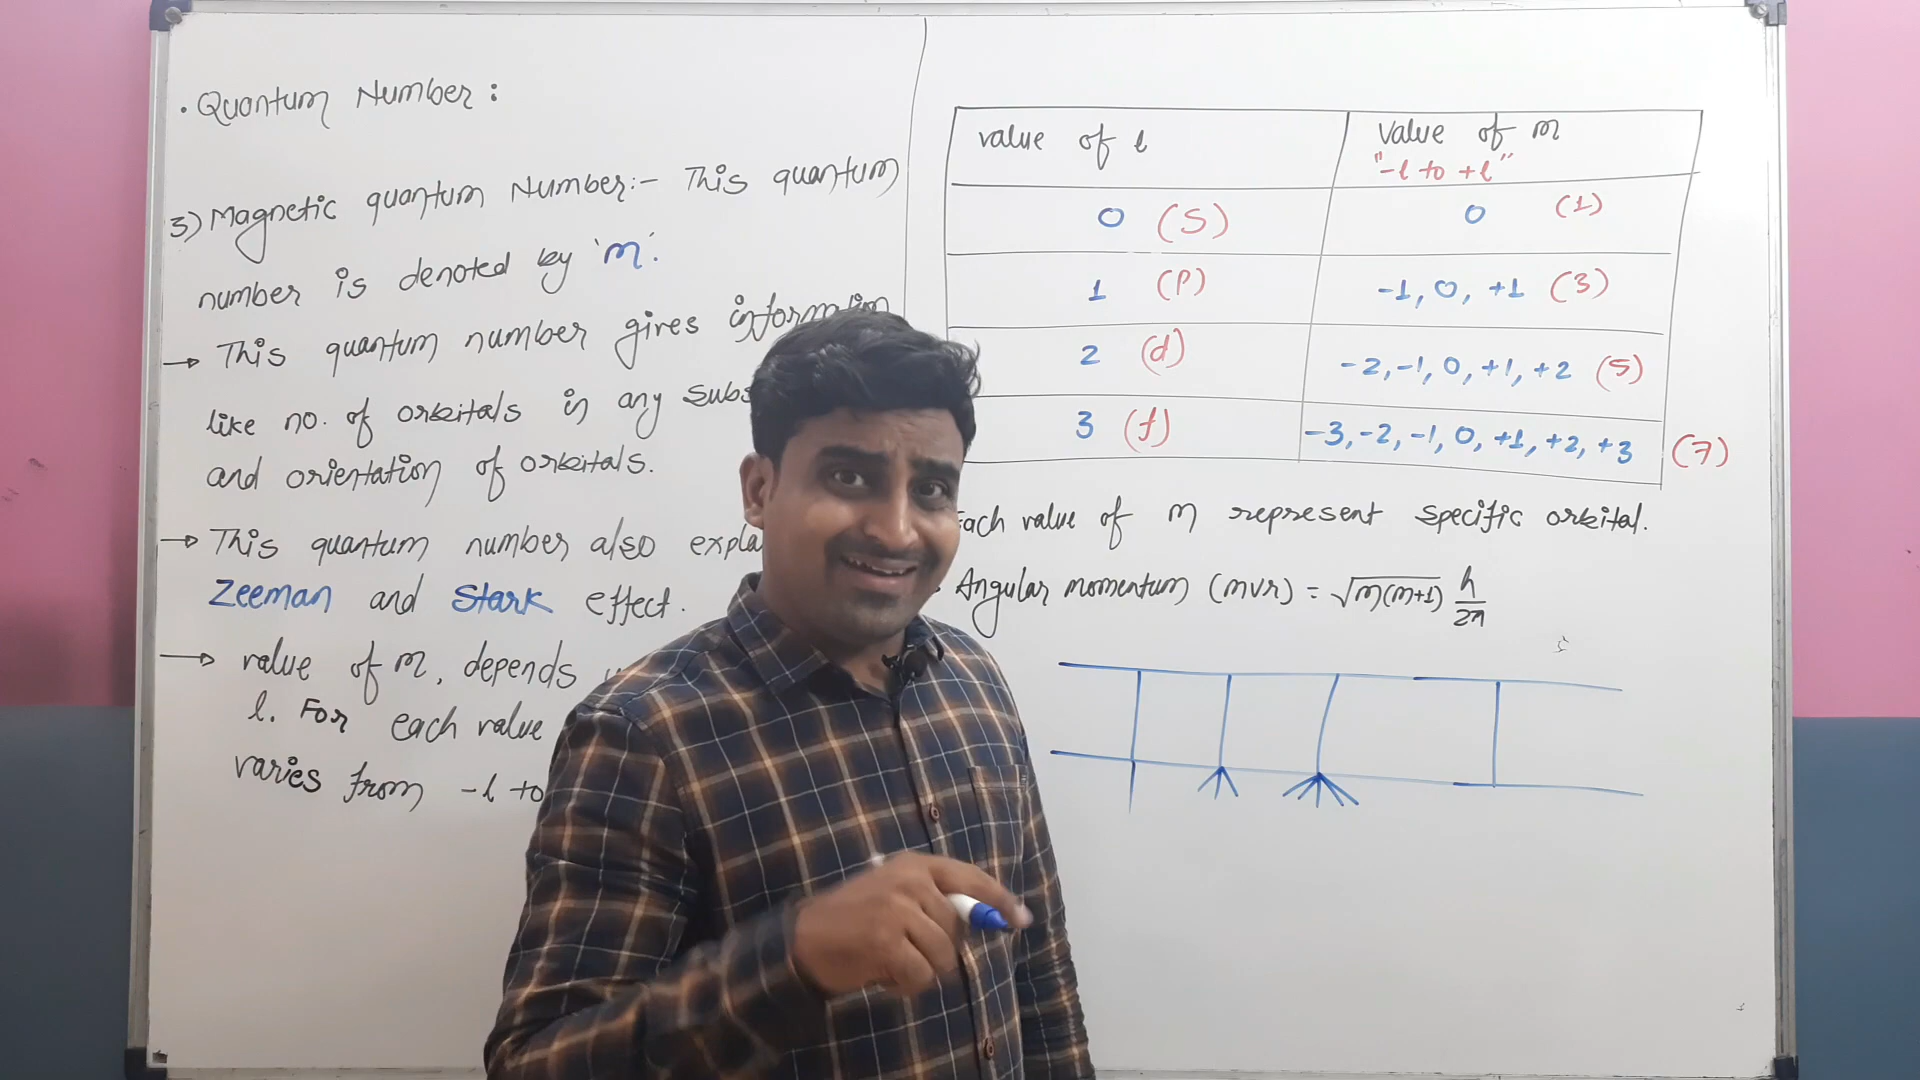 • Quantum Number :
3) Magnetic quantum Number:- This quantum
number is denoted by 'm'.
→ This quantum number gives information
like no. of orbitals in any subs
and orientation of orbitals.
→ This quantum number also expla
Zeeman and Stark effect.
→ value of m, depends
l. For each value
varies from -l to
value of l
Value of m
"-l to +l"
0 (S)
0 (1)
1 (p)
-1, 0, +1 (3)
2 (d)
-2, -1, 0, +1, +2 (5)
3 (f)
-3, -2, -1, 0, +1, +2, +3 (7)
Each value of m represent specific orbital.
• Angular momentum (mvr) = √m(m+1) h/2π